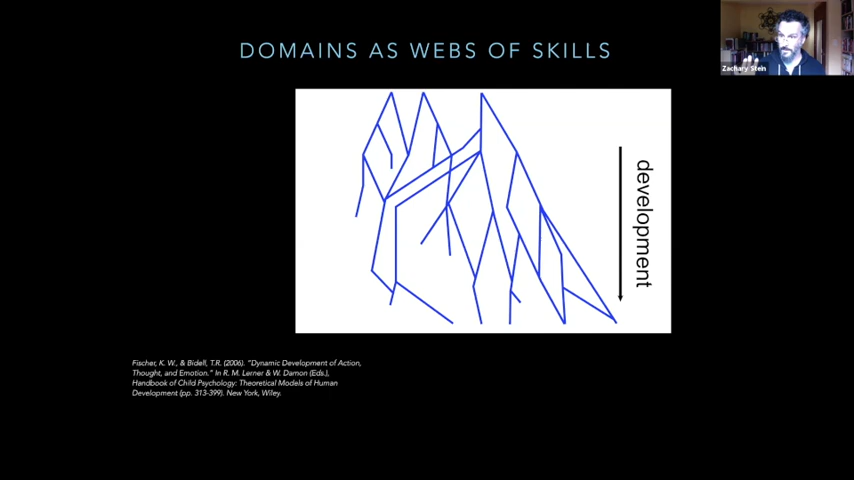 DOMAINS AS WEBS OF SKILLS
Zachary Stein
development
Fischer, K. W., & Bidell, T.R. (2006). "Dynamic Development of Action,
Thought, and Emotion." In R. M. Lerner & W. Damon (Eds.),
Handbook of Child Psychology: Theoretical Models of Human
Development (pp. 313-399). New York, Wiley.